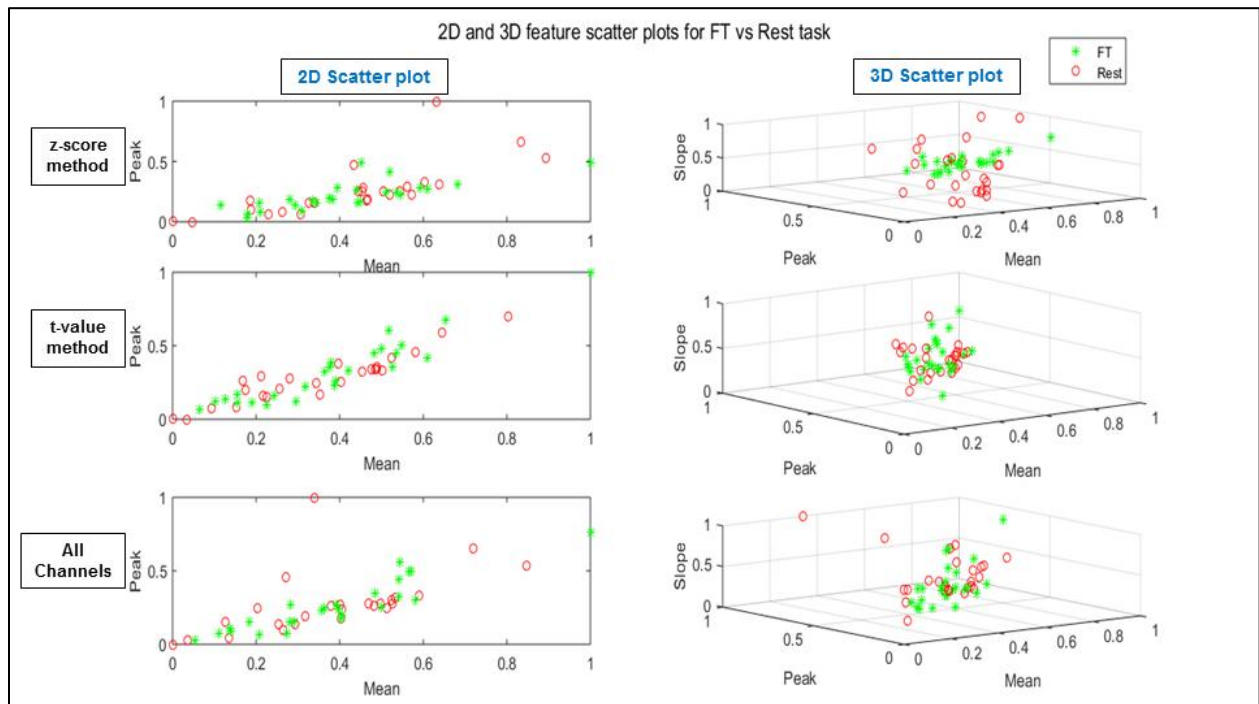 2D and 3D feature scatter plots for FT vs Rest task
2D Scatter plot
3D Scatter plot
FT
Rest
z-score
method
Peak
1
0.5
0
0
0.2
0.4
0.6
0.8
1
Mean
Slope
1
0.5
0
1
0.5
0
Peak
0
0.2
0.4
0.6
0.8
1
Mean
t-value
method
Peak
1
0.5
0
0
0.2
0.4
0.6
0.8
1
Mean
Slope
1
0.5
0
1
0.5
0
Peak
0
0.2
0.4
0.6
0.8
1
Mean
All
Channels
Peak
1
0.5
0
0
0.2
0.4
0.6
0.8
1
Mean
Slope
1
0.5
0
1
0.5
0
Peak
0
0.2
0.4
0.6
0.8
1
Mean